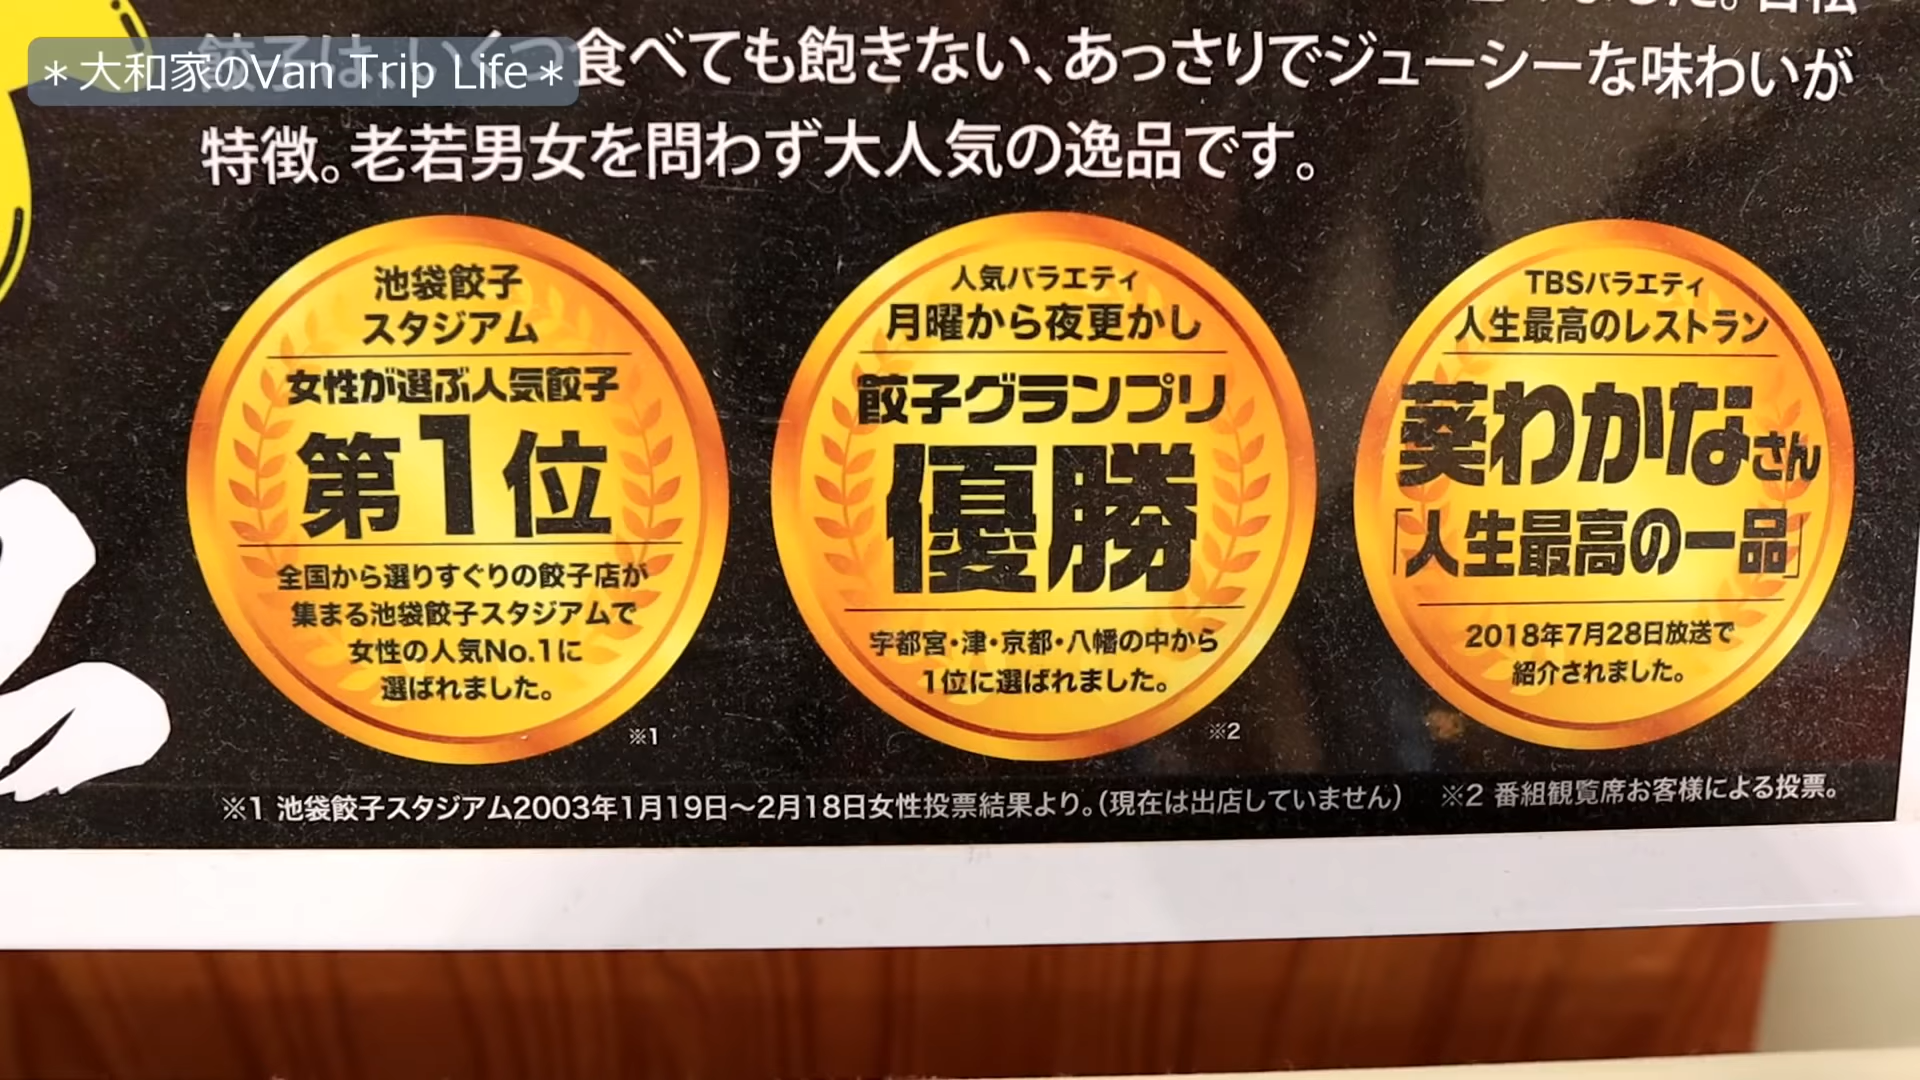 ＊大和家のVan Trip Life＊
餃子は、いくつ食べても飽きない、あっさりでジューシーな味わいが
特徴。老若男女を問わず大人気の逸品です。
池袋餃子
スタジアム
女性が選ぶ人気餃子
第1位
全国から選りすぐりの餃子店が
集まる池袋餃子スタジアムで
女性の人気No.1に
選ばれました。
※1
人気バラエティ
月曜から夜更かし
餃子グランプリ
優勝
宇都宮・津・京都・八幡の中から
1位に選ばれました。
※2
TBSバラエティ
人生最高のレストラン
葵わかなさん
「人生最高の一品」
2018年7月28日放送で
紹介されました。
※1 池袋餃子スタジアム2003年1月19日～2月18日女性投票結果より。（現在は出店していません）
※2 番組観覧席お客様による投票。